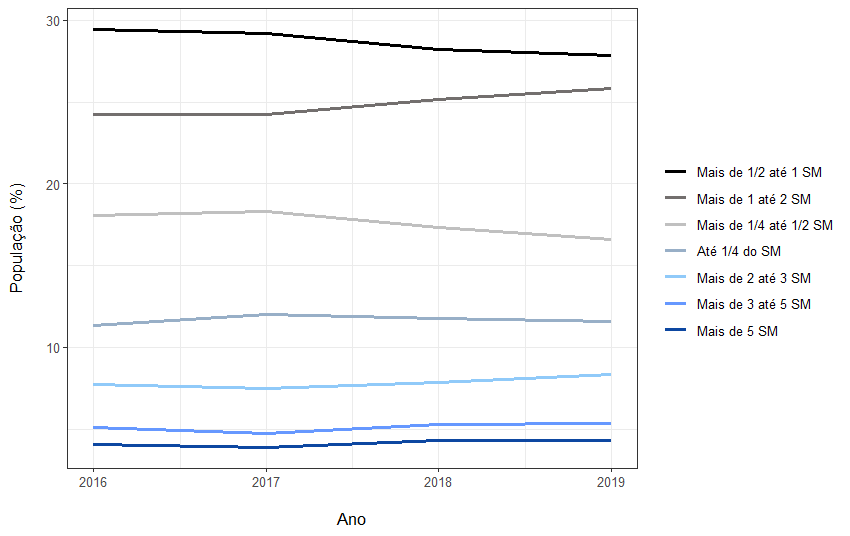 30
20
10
População (%)
2016 2017 2018 2019
Ano
Mais de 1/2 até 1 SM
Mais de 1 até 2 SM
Mais de 1/4 até 1/2 SM
Até 1/4 do SM
Mais de 2 até 3 SM
Mais de 3 até 5 SM
Mais de 5 SM